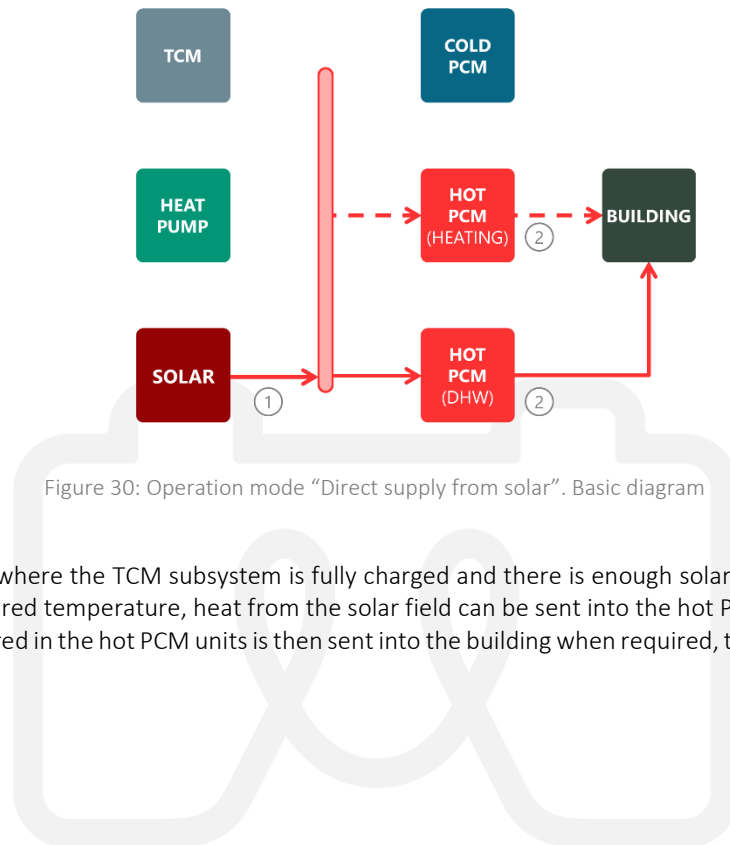 TCM
COLD
PCM
HEAT
PUMP
HOT
PCM
(HEATING)
2
BUILDING
SOLAR
1
HOT
PCM
(DHW)
2
Figure 30: Operation mode “Direct supply from solar”. Basic diagram
where the TCM subsystem is fully charged and there is enough solar
temperature, heat from the solar field can be sent into the hot
in the hot PCM units is then sent into the building when required,